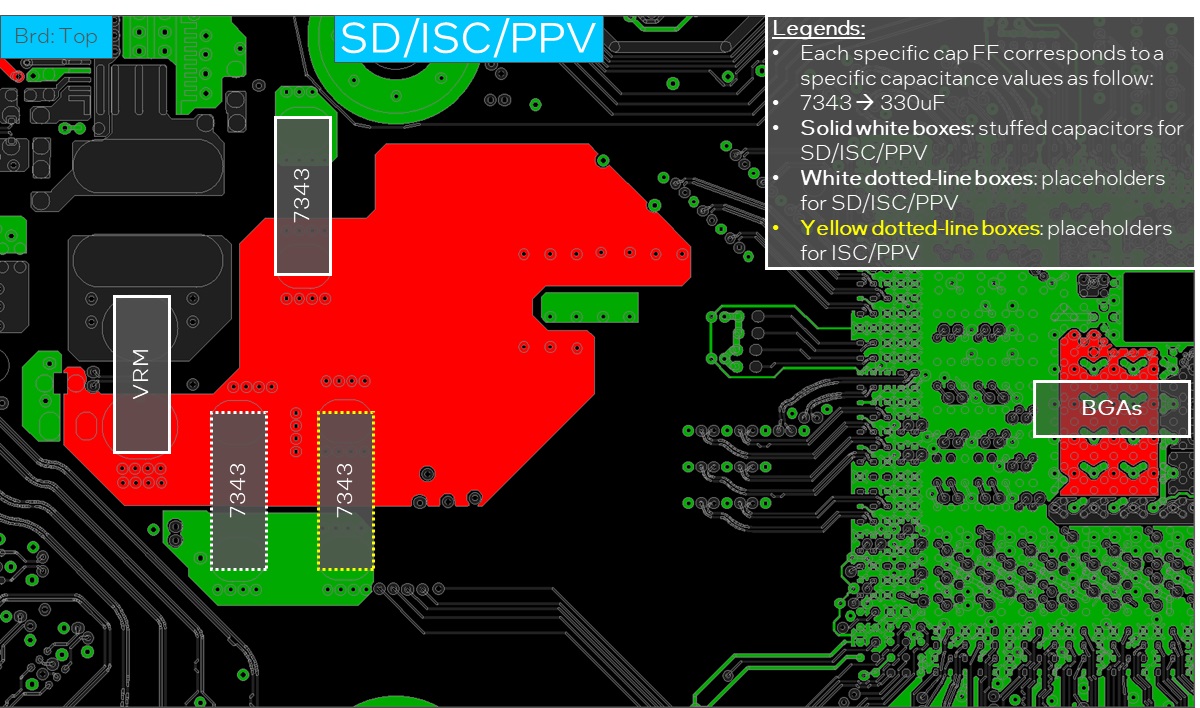 Brd: Top
SD/ISC/PPV
Legends:
• Each specific cap FF corresponds to a
specific capacitance values as follow:
• 7343 → 330uF
• Solid white boxes: stuffed capacitors for
SD/ISC/PPV
• White dotted-line boxes: placeholders
for SD/ISC/PPV
• Yellow dotted-line boxes: placeholders
for ISC/PPV
7343
VRM
7343
7343
BGAs